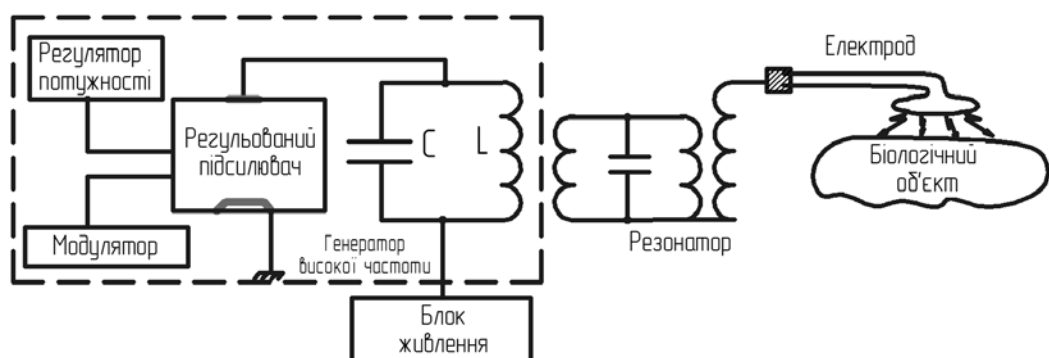 Регулятор
потужності
Регульований
підсилювач
Модулятор
C
L
Генератор
високої частоти
Блок
живлення
Резонатор
Електрод
Біологічний
об'єкт